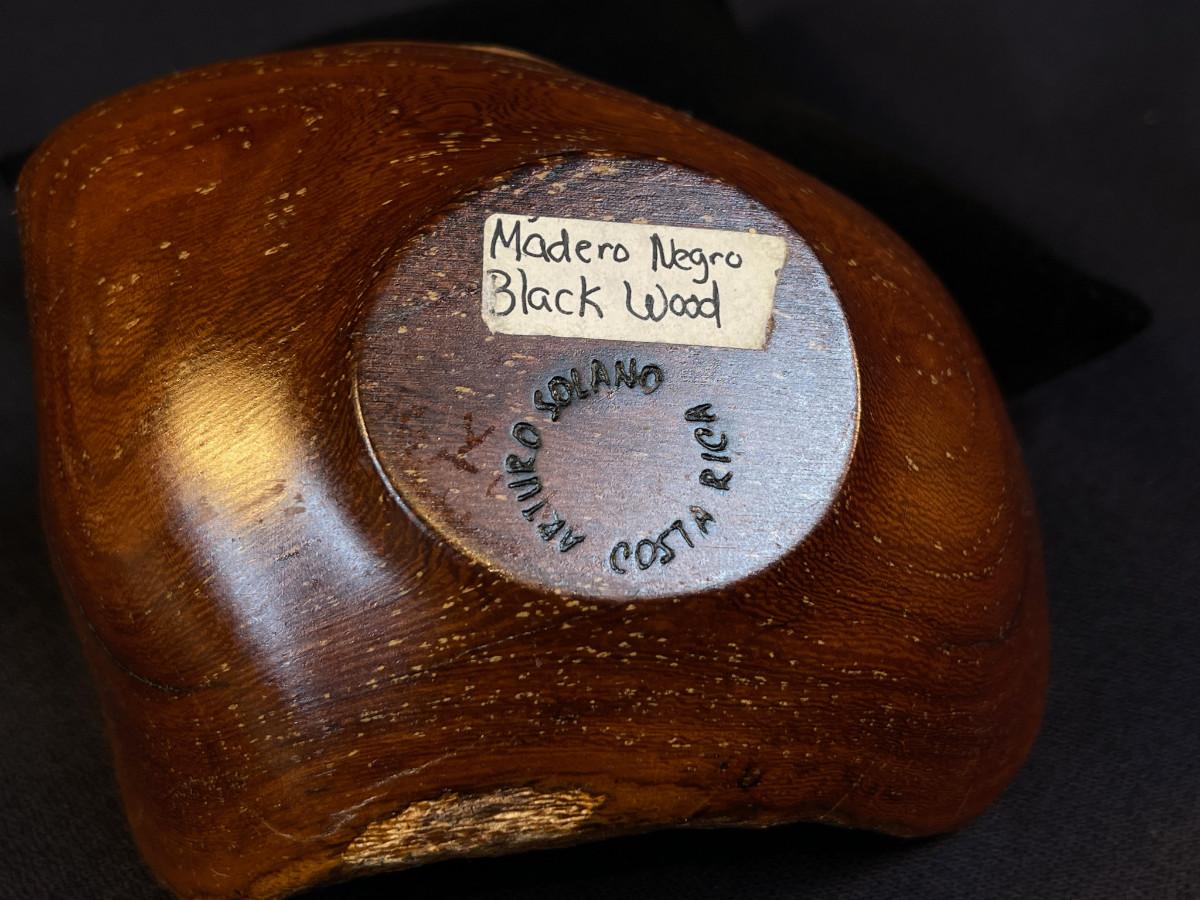 Madero Negro
Black Wood
ARTURO SOLANO
COSTA RICA